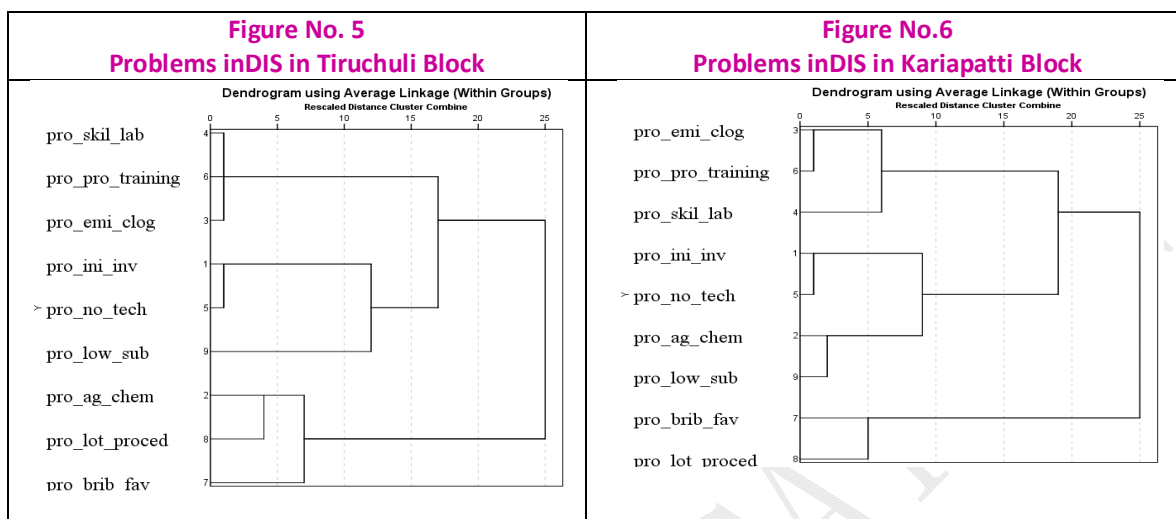 Figure No. 5
Problems inDIS in Tiruchuli Block
Dendrogram using Average Linkage (Within Groups)
Rescaled Distance Cluster Combine
0 5 10 15 20 25
pro_skil_lab 4
pro_pro_training 6
pro_emi_clog 3
pro_ini_inv 1
Y pro_no_tech 5
pro_low_sub 9
pro_ag_chem 2
pro_lot_proced 8
pro_brib_fav 7
Figure No.6
Problems inDIS in Kariapatti Block
Dendrogram using Average Linkage (Within Groups)
Rescaled Distance Cluster Combine
0 5 10 15 20 25
pro_emi_clog 3
pro_pro_training 6
pro_skil_lab 4
pro_ini_inv 1
Y pro_no_tech 5
pro_ag_chem 2
pro_low_sub 9
pro_brib_fav 7
pro_lot_proced 8